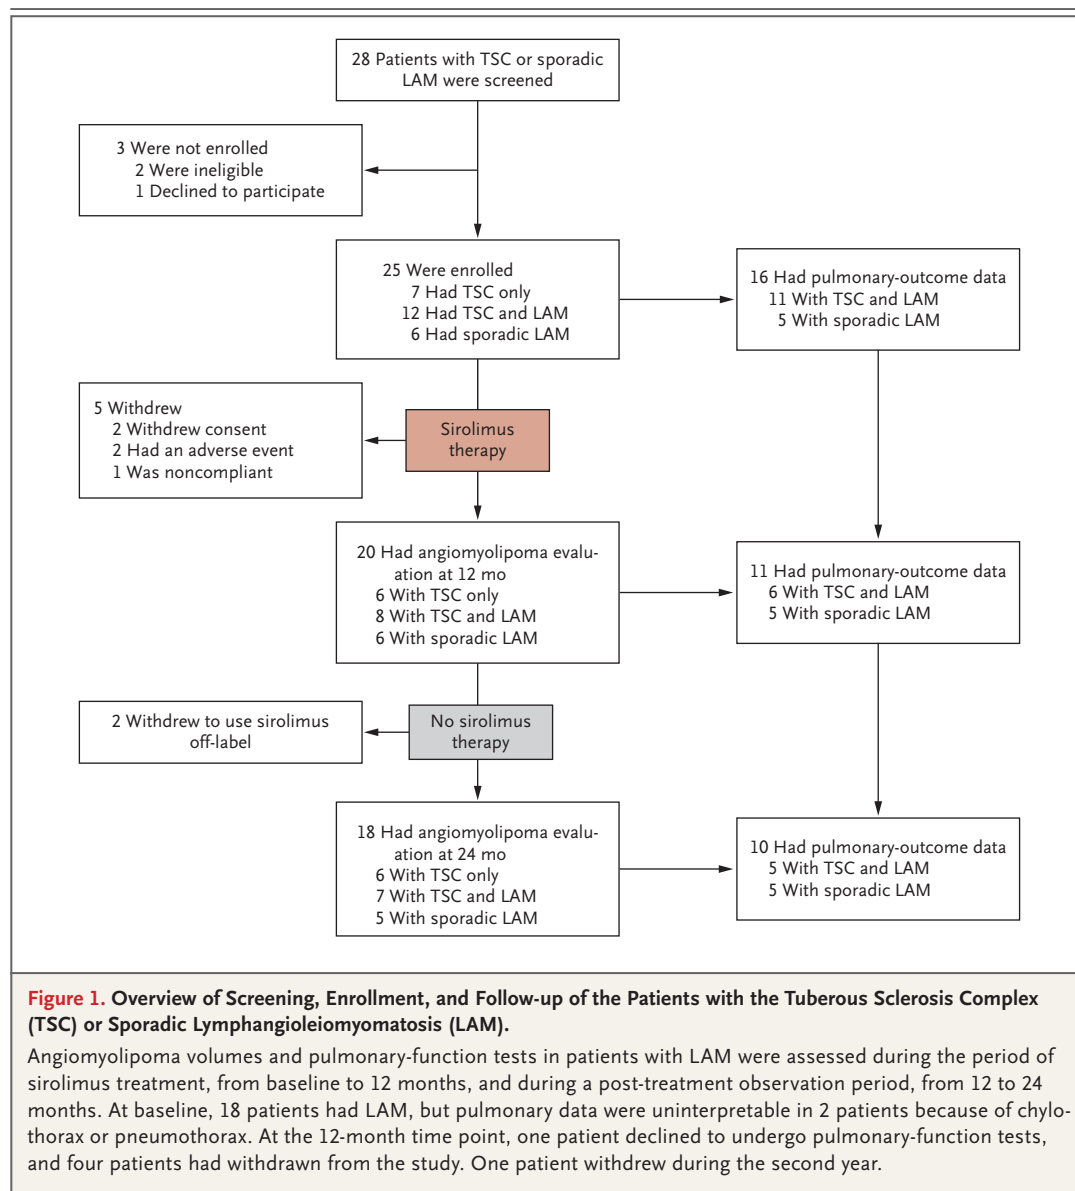 28 Patients with TSC or sporadic
LAM were screened
3 Were not enrolled
2 Were ineligible
1 Declined to participate
25 Were enrolled
7 Had TSC only
12 Had TSC and LAM
6 Had sporadic LAM
16 Had pulmonary-outcome data
11 With TSC and LAM
5 With sporadic LAM
5 Withdrew
2 Withdrew consent
2 Had an adverse event
1 Was noncompliant
Sirolimus
therapy
20 Had angiomyolipoma evalu-
ation at 12 mo
6 With TSC only
8 With TSC and LAM
6 With sporadic LAM
11 Had pulmonary-outcome data
6 With TSC and LAM
5 With sporadic LAM
2 Withdrew to use sirolimus
off-label
No sirolimus
therapy
18 Had angiomyolipoma evalu-
ation at 24 mo
6 With TSC only
7 With TSC and LAM
5 With sporadic LAM
10 Had pulmonary-outcome data
5 With TSC and LAM
5 With sporadic LAM
Figure 1. Overview of Screening, Enrollment, and Follow-up of the Patients with the Tuberous Sclerosis Complex
(TSC) or Sporadic Lymphangioleiomyomatosis (LAM).
Angiomyolipoma volumes and pulmonary-function tests in patients with LAM were assessed during the period of
sirolimus treatment, from baseline to 12 months, and during a post-treatment observation period, from 12 to 24
months. At baseline, 18 patients had LAM, but pulmonary data were uninterpretable in 2 patients because of chylo-
thorax or pneumothorax. At the 12-month time point, one patient declined to undergo pulmonary-function tests,
and four patients had withdrawn from the study. One patient withdrew during the second year.